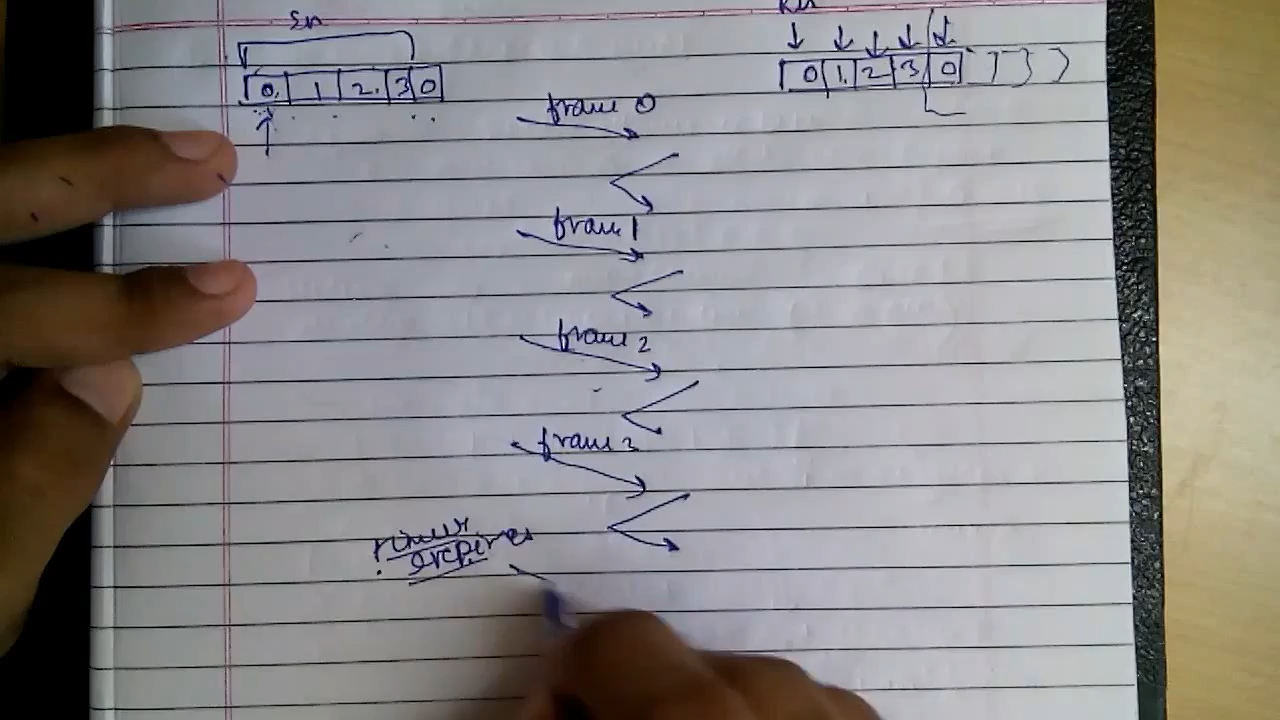 Sn
Rn
0 1 2 3 0
0 1 2 3 0
frame 0
frame 1
frame 2
frame 3
timer
expires